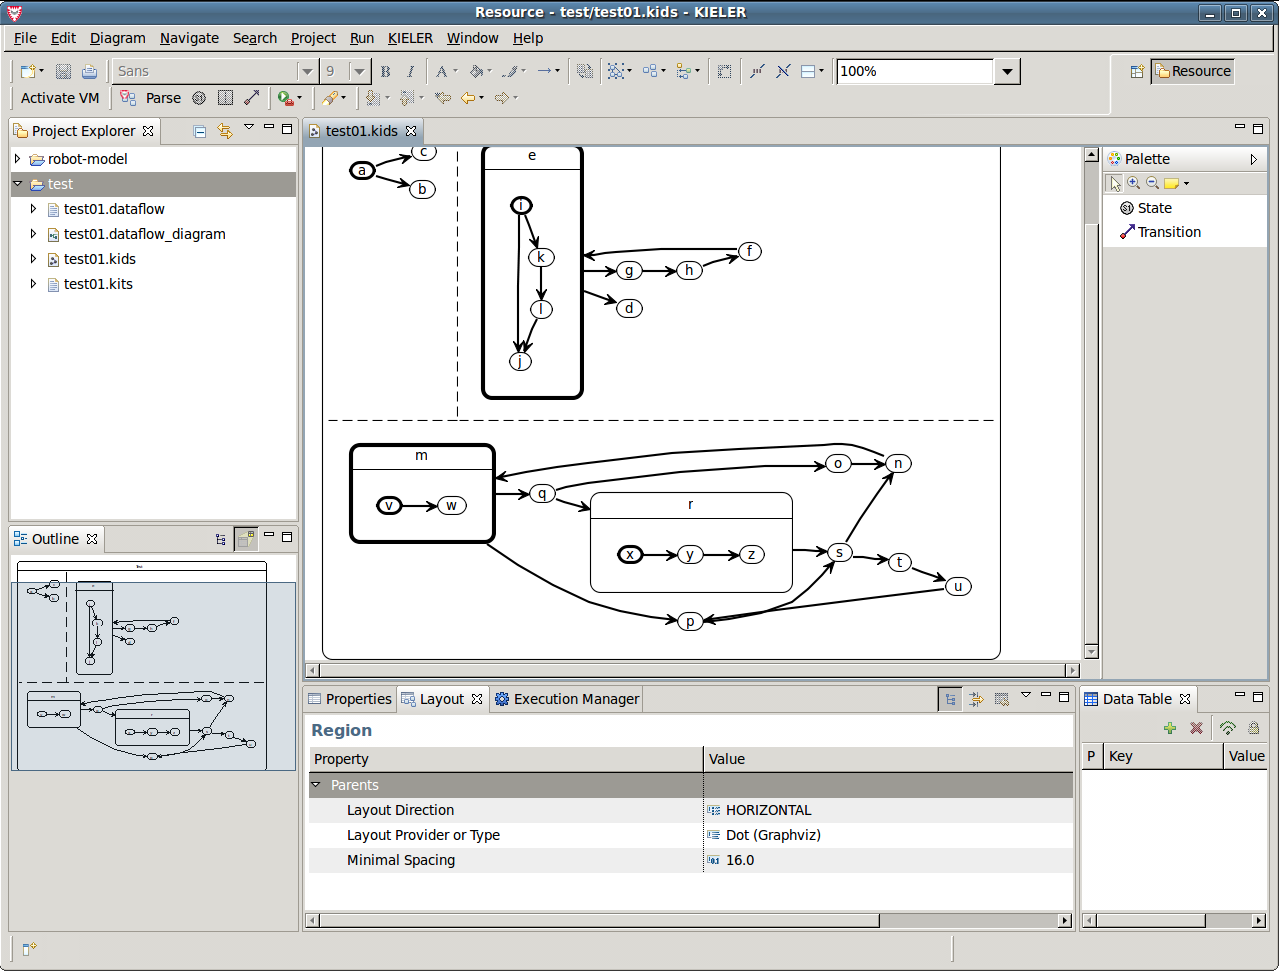 Resource - test/test01.kids - KIELER
File Edit Diagram Navigate Search Project Run KIELER Window Help
Sans 9 B I 100% Resource
Activate VM Parse
Project Explorer
robot-model
test
test01.dataflow
test01.dataflow_diagram
test01.kids
test01.kits
Outline
test01.kids
c e
a
b
i
k f
g h
l d
j
m
o n
q
v w r
x y z s
t
u
p
Palette
State
Transition
Properties Layout Execution Manager
Region
Property Value
Parents
Layout Direction HORIZONTAL
Layout Provider or Type Dot (Graphviz)
Minimal Spacing 16.0
Data Table
P Key Value